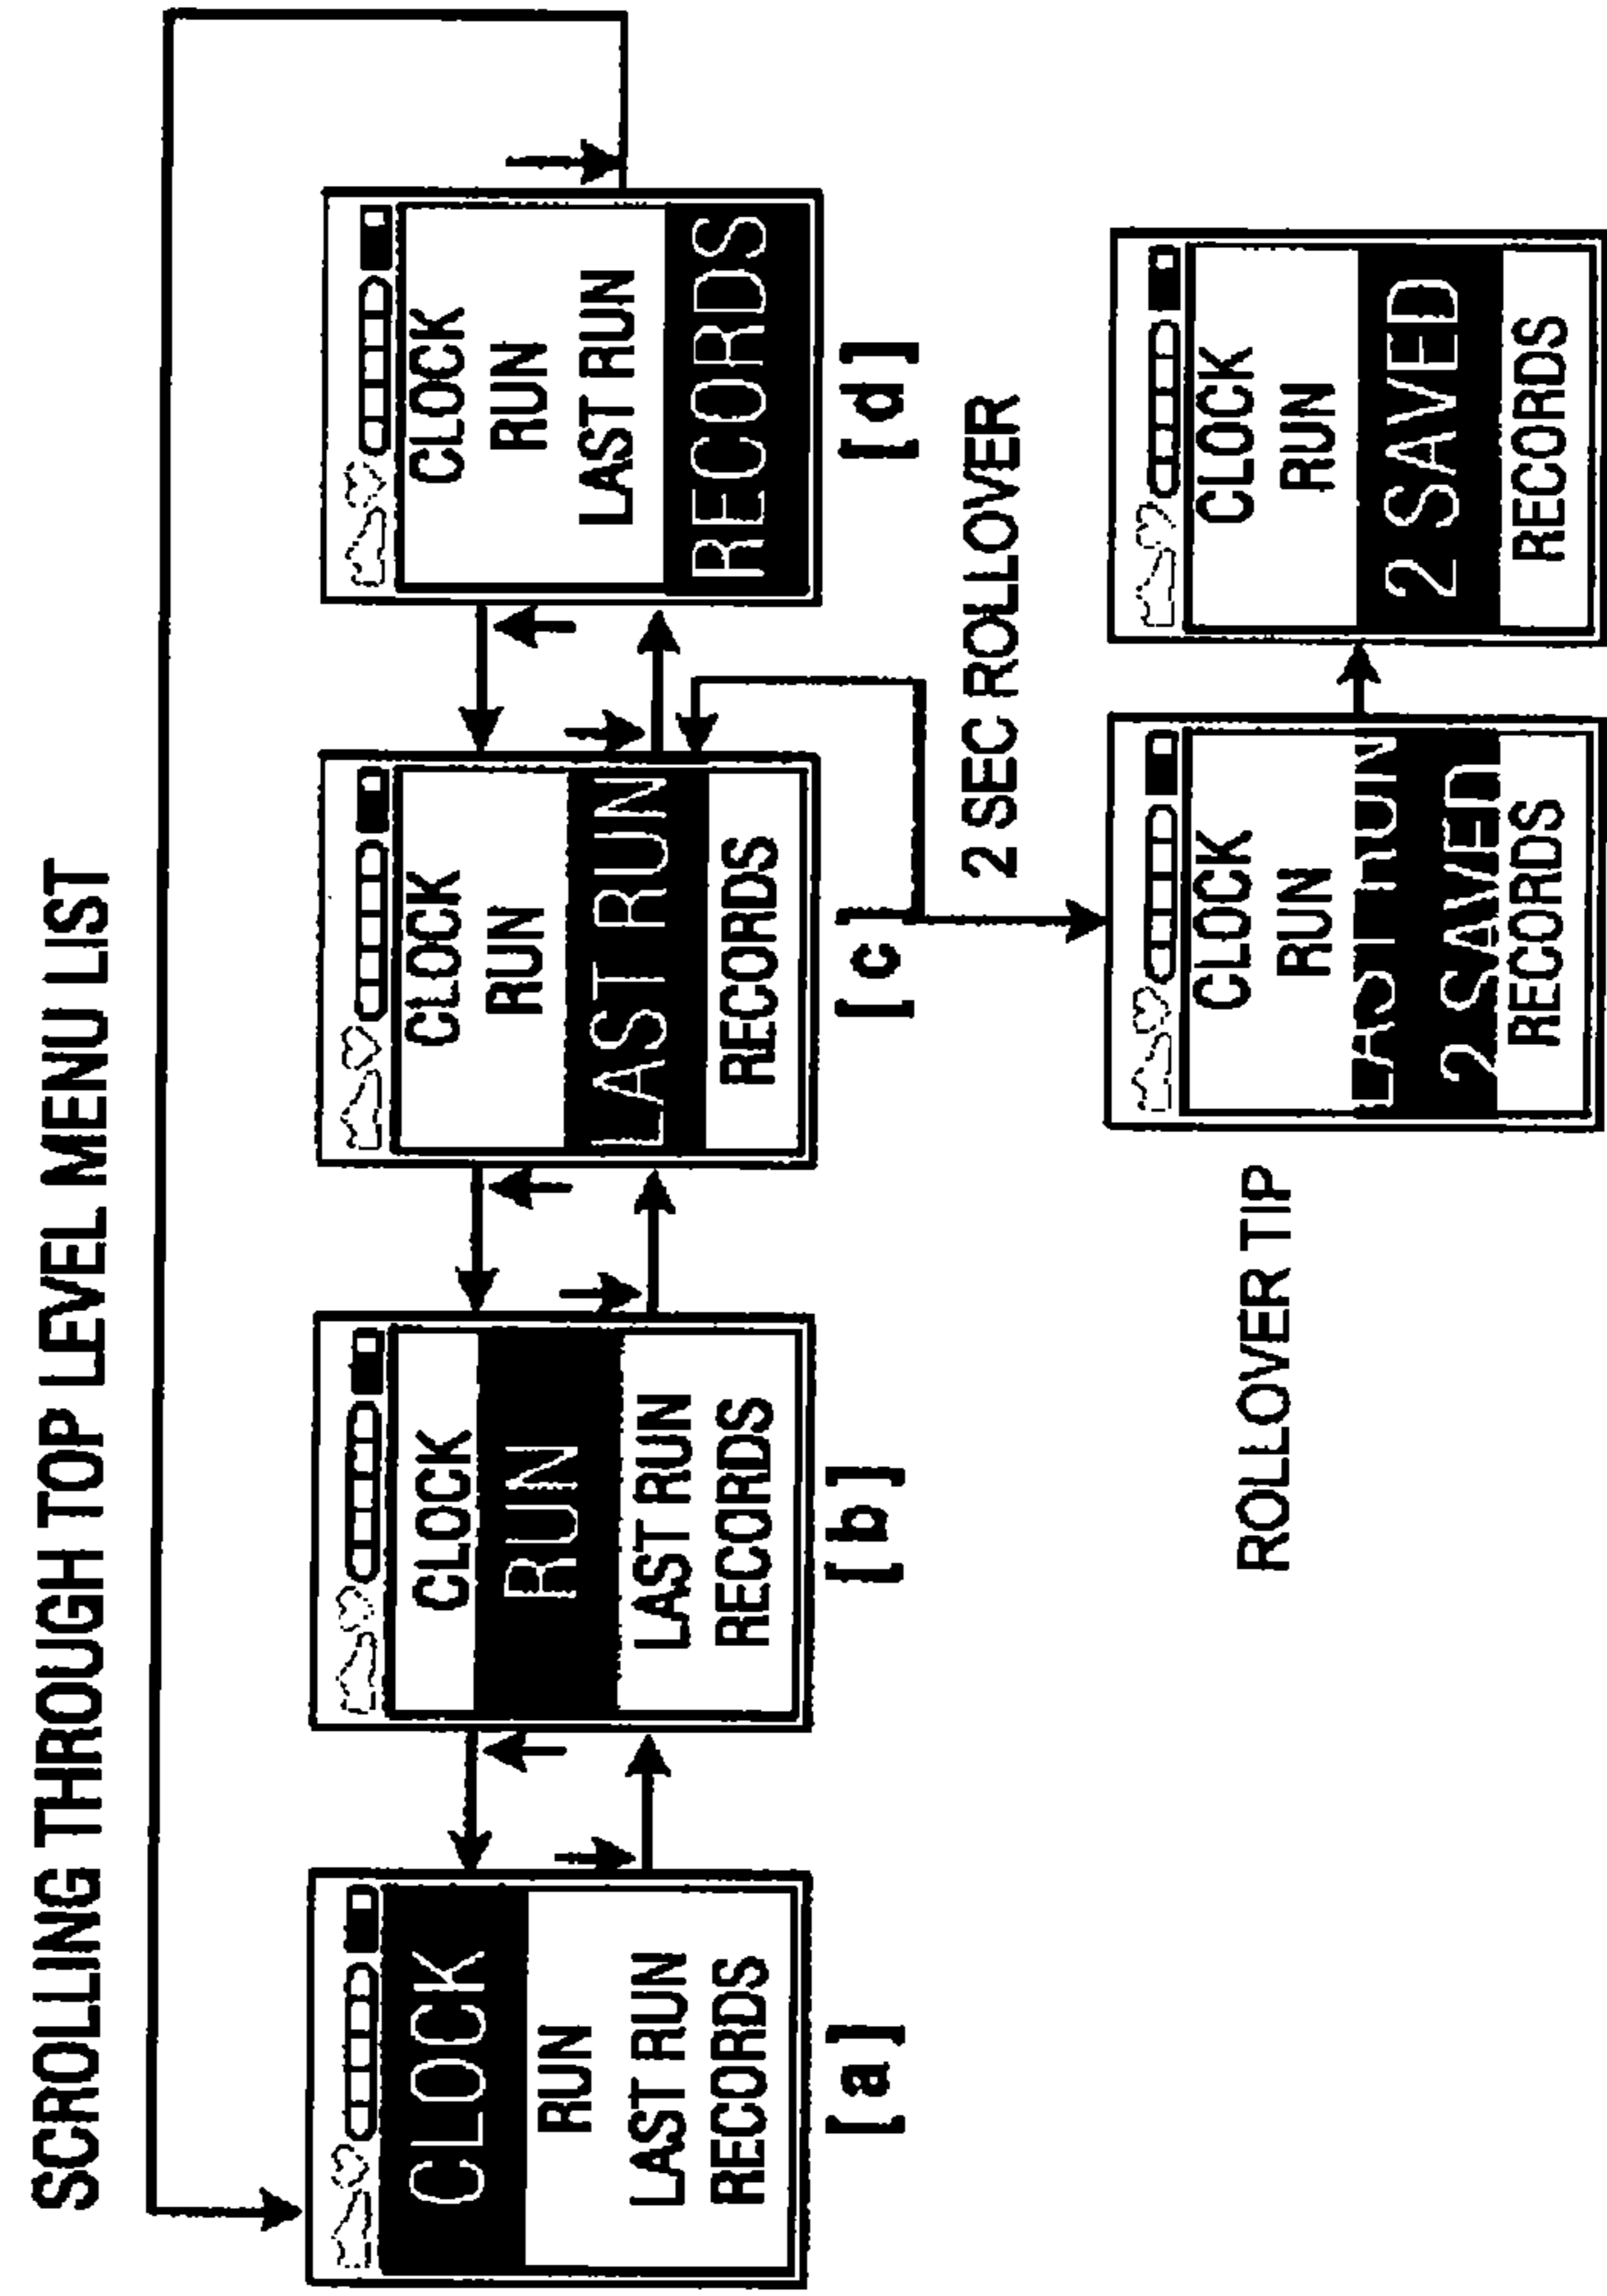 SCROLLING THROUGH TOP LEVEL MENU LIST
CLOCK
RUN
LAST RUN
RECORDS
[a]
CLOCK
RUN
LAST RUN
RECORDS
[b]
CLOCK
RUN
LAST RUN
RECORDS
[c]
CLOCK
RUN
LAST RUN
RECORDS
[d]
2 SEC ROLLOVER
ROLLOVER TIP
CLOCK
RUN
LAST RUN
2 SAVED
RECORDS
CLOCK
RUN
2 SAVED
RECORDS